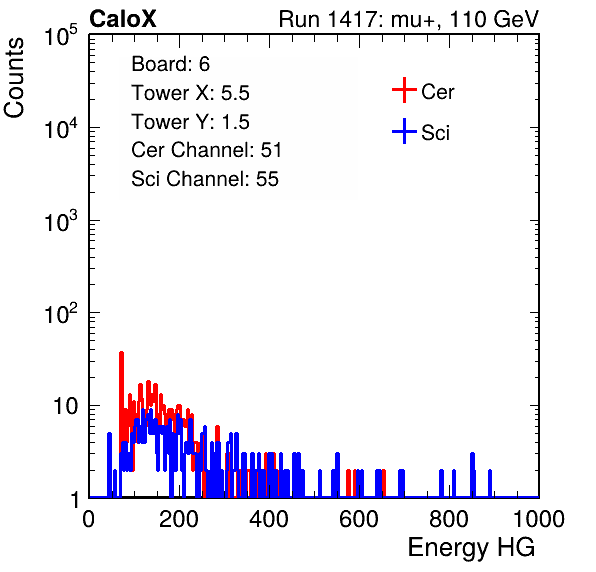 CaloX Run 1417: mu+, 110 GeV
Counts
10^5
10^4
10^3
10^2
10
1
Board: 6
Tower X: 5.5
Tower Y: 1.5
Cer Channel: 51
Sci Channel: 55
Cer
Sci
0 200 400 600 800 1000
Energy HG